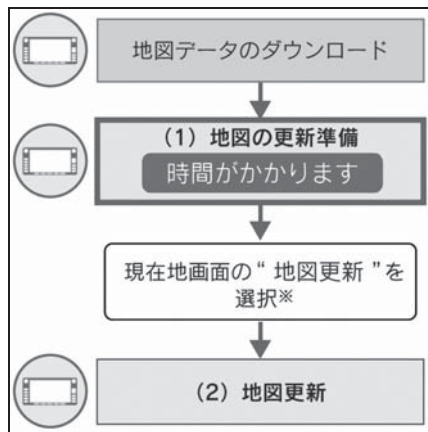 地図データのダウンロード
(1) 地図の更新準備
時間がかかります
現在地画面の“ 地図更新 ”を
選択※
(2) 地図更新